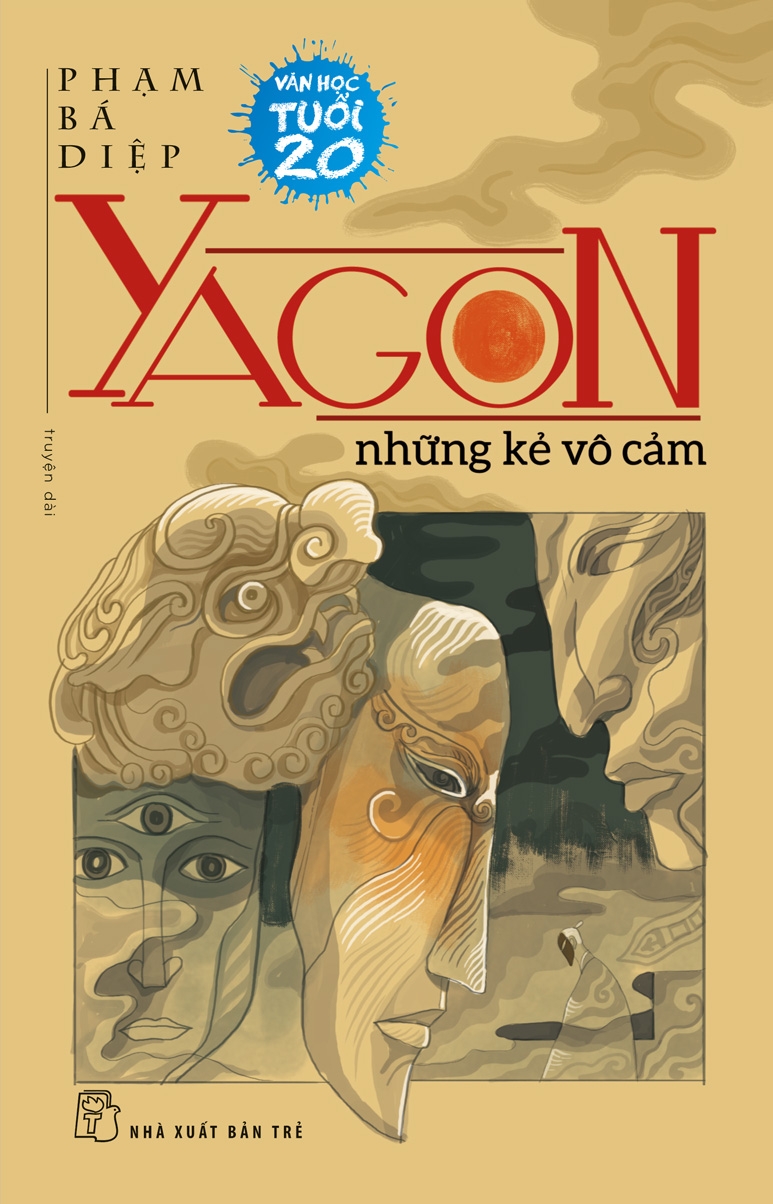 PHẠM
BÁ
DIỆP
VĂN HỌC
TUỔI
20
YAGON
những kẻ vô cảm
truyện dài
T
NHÀ XUẤT BẢN TRẺ